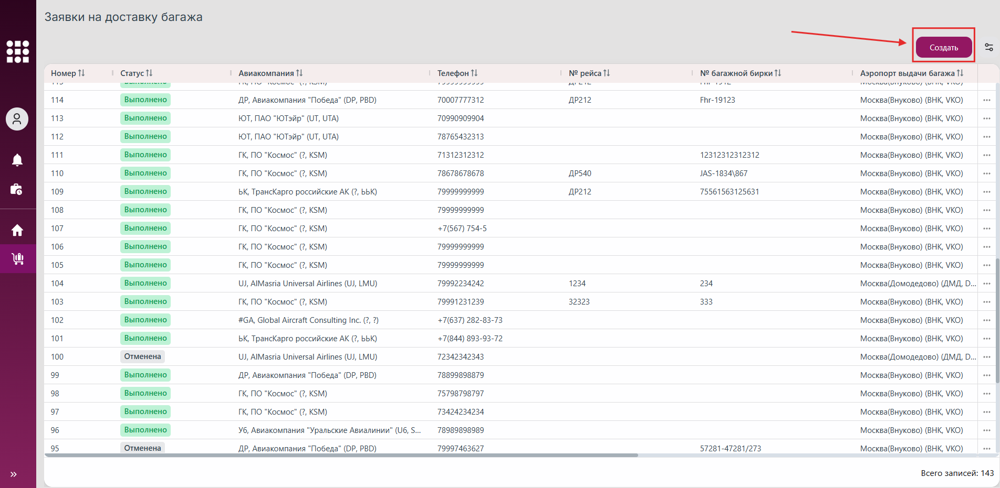 Заявки на доставку багажа
Создать
Номер Статус Авиакомпания Телефон № рейса № багажной бирки Аэропорт выдачи багажа
114 Выполнено ДР, Авиакомпания "Победа" (DP, PBD) 70007777312 ДР212 Fhr-19123 Москва(Внуково) (ВНК, VKO)
113 Выполнено ЮТ, ПАО "ЮТэйр" (UT, UTA) 70990909904 Москва(Внуково) (ВНК, VKO)
112 Выполнено ЮТ, ПАО "ЮТэйр" (UT, UTA) 78765432313 Москва(Внуково) (ВНК, VKO)
111 Выполнено ГК, ПО "Космос" (?, KSM) 71312312312 12312312312312 Москва(Внуково) (ВНК, VKO)
110 Выполнено ГК, ПО "Космос" (?, KSM) 78678678678 ДР540 JAS-1834\867 Москва(Внуково) (ВНК, VKO)
109 Выполнено ЬК, ТрансКарго российские АК (?, ЬЬК) 79999999999 ДР212 75561563125631 Москва(Внуково) (ВНК, VKO)
108 Выполнено ГК, ПО "Космос" (?, KSM) 79999999999 Москва(Внуково) (ВНК, VKO)
107 Выполнено ГК, ПО "Космос" (?, KSM) +7(567) 754-5 Москва(Внуково) (ВНК, VKO)
106 Выполнено ГК, ПО "Космос" (?, KSM) 79999999999 Москва(Внуково) (ВНК, VKO)
105 Выполнено ГК, ПО "Космос" (?, KSM) 79999999999 Москва(Внуково) (ВНК, VKO)
104 Выполнено UJ, AlMasria Universal Airlines (UJ, LMU) 79992234242 1234 234 Москва(Домодедово) (ДМД, D...
103 Выполнено ГК, ПО "Космос" (?, KSM) 79991231239 32323 333 Москва(Внуково) (ВНК, VKO)
102 Выполнено #GA, Global Aircraft Consulting Inc. (?, ?) +7(637) 282-83-73 Москва(Внуково) (ВНК, VKO)
101 Выполнено ЬК, ТрансКарго российские АК (?, ЬЬК) +7(844) 893-93-72 Москва(Внуково) (ВНК, VKO)
100 Отменена UJ, AlMasria Universal Airlines (UJ, LMU) 72342342343 Москва(Домодедово) (ДМД, D...
99 Выполнено ДР, Авиакомпания "Победа" (DP, PBD) 78899898879 Москва(Внуково) (ВНК, VKO)
98 Выполнено ГК, ПО "Космос" (?, KSM) 75798798797 Москва(Внуково) (ВНК, VKO)
97 Выполнено ГК, ПО "Космос" (?, KSM) 73424234234 Москва(Внуково) (ВНК, VKO)
96 Выполнено У6, Авиакомпания "Уральские Авиалинии" (U6, S... 78989898989 Москва(Внуково) (ВНК, VKO)
95 Отменена ДР, Авиакомпания "Победа" (DP, PBD) 79997463627 57281-47281/273 Москва(Внуково) (ВНК, VKO)
Всего записей: 143